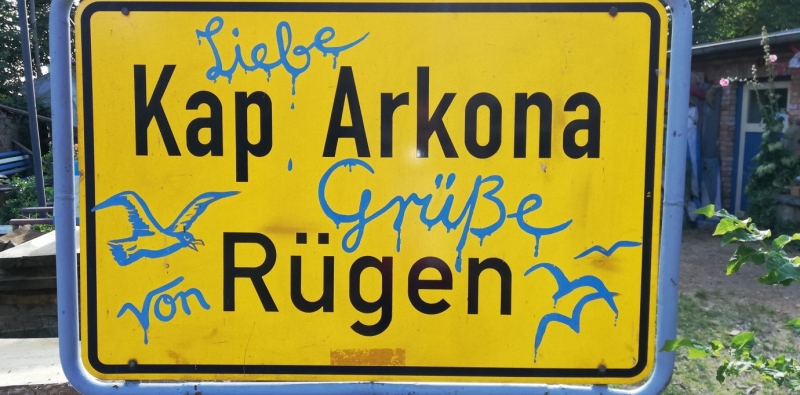 Liebe
Kap Arkona
Grüße
von Rügen